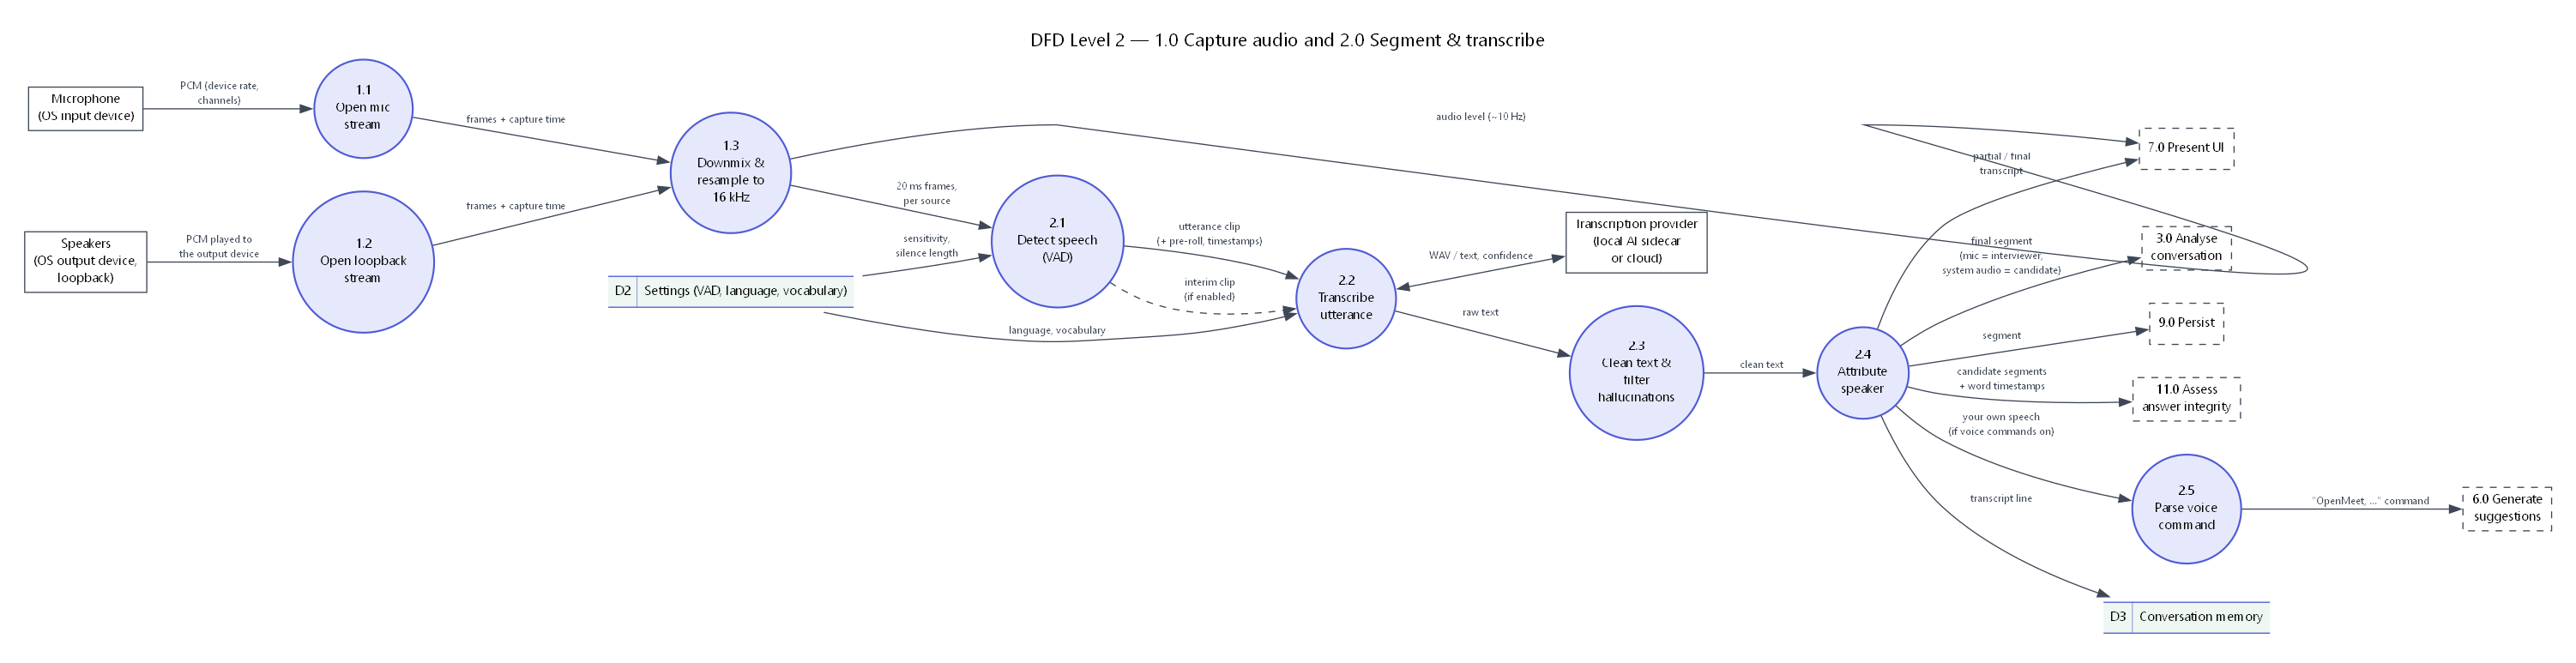 DFD Level 2 — 1.0 Capture audio and 2.0 Segment & transcribe
Microphone
(OS input device)
PCM (device rate,
channels)
1.1
Open mic
stream
frames + capture time
Speakers
(OS output device,
loopback)
PCM played to
the output device
1.2
Open loopback
stream
frames + capture time
1.3
Downmix &
resample to
16 kHz
audio level (~10 Hz)
20 ms frames,
per source
sensitivity,
silence length
D2
Settings (VAD, language, vocabulary)
language, vocabulary
2.1
Detect speech
(VAD)
utterance clip
(+ pre-roll, timestamps)
interim clip
(if enabled)
2.2
Transcribe
utterance
WAV / text, confidence
Transcription provider
(local AI sidecar
or cloud)
raw text
2.3
Clean text &
filter
hallucinations
clean text
2.4
Attribute
speaker
partial / final
transcript
7.0 Present UI
final segment
(mic = interviewer,
system audio = candidate)
3.0 Analyse
conversation
segment
9.0 Persist
candidate segments
+ word timestamps
11.0 Assess
answer integrity
your own speech
(if voice commands on)
2.5
Parse voice
command
"OpenMeet, ..." command
6.0 Generate
suggestions
transcript line
D3
Conversation memory